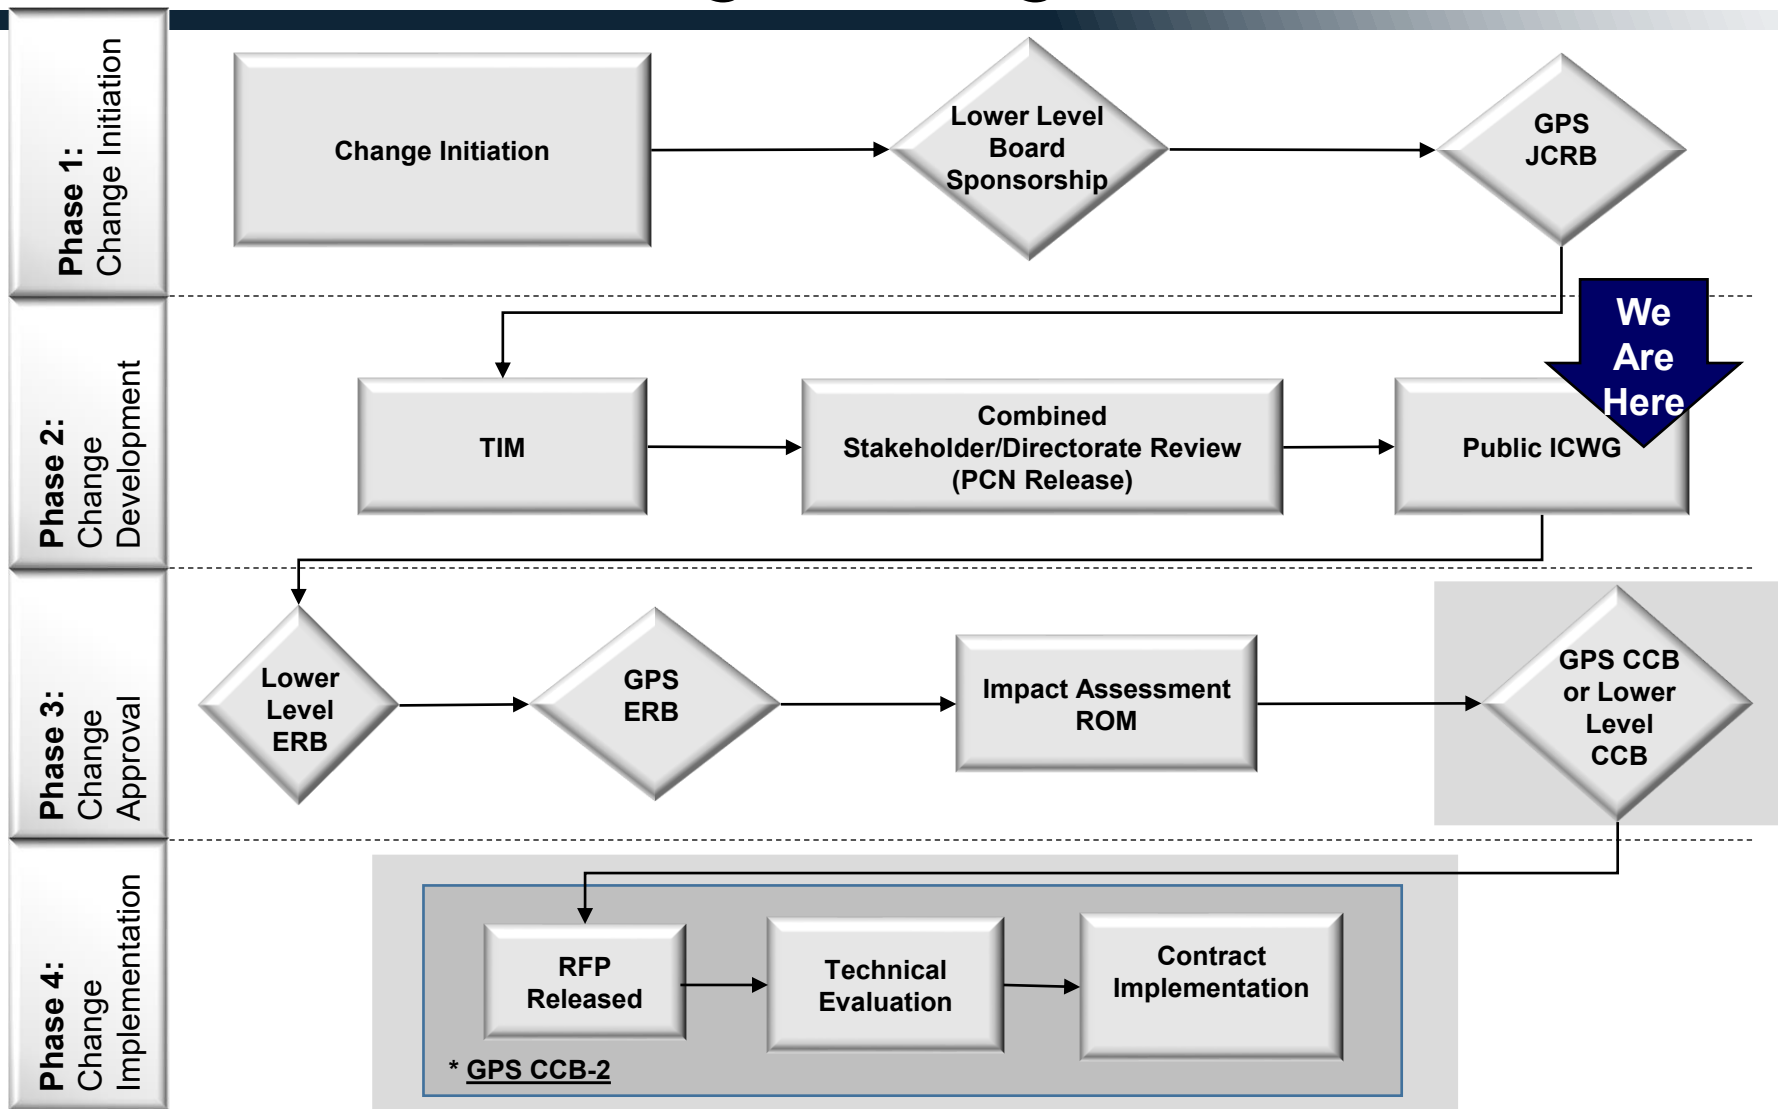 Phase 1:
Change Initiation
Change Initiation
Lower Level
Board
Sponsorship
GPS
JCRB
We
Are
Here
Phase 2:
Change
Development
TIM
Combined
Stakeholder/Directorate Review
(PCN Release)
Public ICWG
Phase 3:
Change
Approval
Lower
Level
ERB
GPS
ERB
Impact Assessment
ROM
GPS CCB
or Lower
Level
CCB
Phase 4:
Change
Implementation
RFP
Released
Technical
Evaluation
Contract
Implementation
* GPS CCB-2